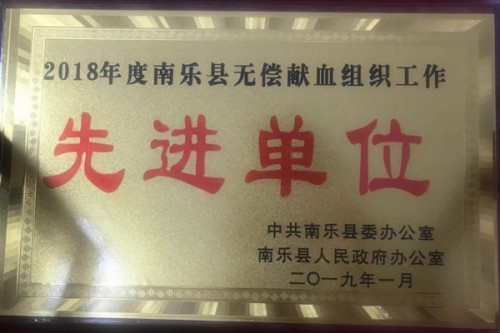 2018年度南乐县无偿献血组织工作
先进单位
中共南乐县委办公室
南乐县人民政府办公室
二〇一九年一月